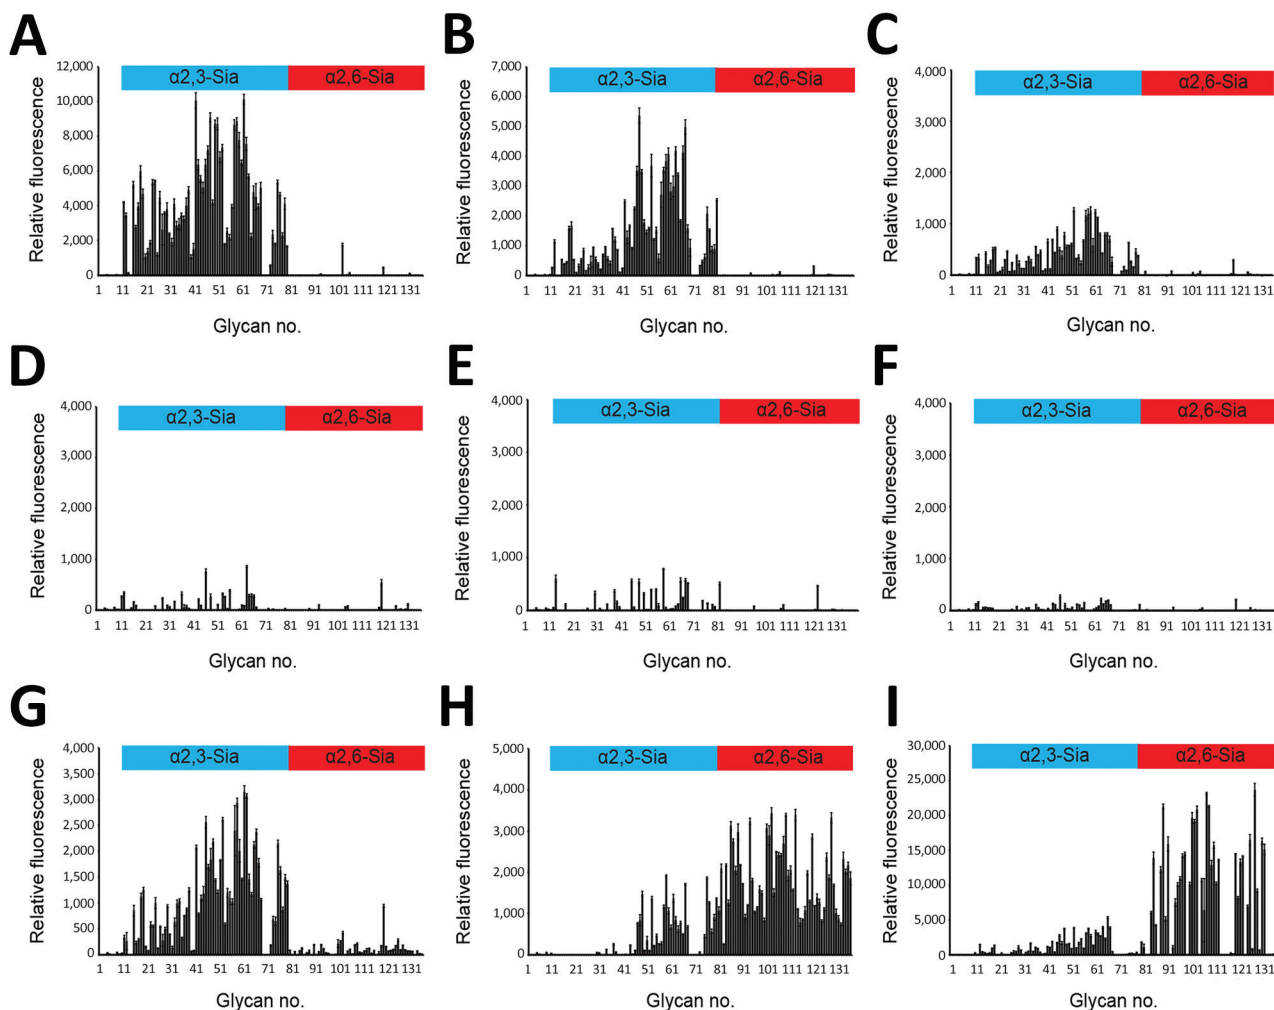 A
B
C
α2,3-Sia α2,6-Sia
α2,3-Sia α2,6-Sia
α2,3-Sia α2,6-Sia
Relative fluorescence
12,000
10,000
8,000
6,000
4,000
2,000
0
1 11 21 31 41 51 61 71 81 91 101 111 121 131
Glycan no.
Relative fluorescence
7,000
6,000
5,000
4,000
3,000
2,000
1,000
0
1 11 21 31 41 51 61 71 81 91 101 111 121 131
Glycan no.
Relative fluorescence
4,000
3,000
2,000
1,000
0
1 11 21 31 41 51 61 71 81 91 101 111 121 131
Glycan no.
D
E
F
α2,3-Sia α2,6-Sia
α2,3-Sia α2,6-Sia
α2,3-Sia α2,6-Sia
Relative fluorescence
4,000
3,000
2,000
1,000
0
1 11 21 31 41 51 61 71 81 91 101 111 121 131
Glycan no.
Relative fluorescence
4,000
3,000
2,000
1,000
0
1 11 21 31 41 51 61 71 81 91 101 111 121 131
Glycan no.
Relative fluorescence
4,000
3,000
2,000
1,000
0
1 11 21 31 41 51 61 71 81 91 101 111 121 131
Glycan no.
G
H
I
α2,3-Sia α2,6-Sia
α2,3-Sia α2,6-Sia
α2,3-Sia α2,6-Sia
Relative fluorescence
4,000
3,500
3,000
2,500
2,000
1,500
1,000
500
0
1 11 21 31 41 51 61 71 81 91 101 111 121 131
Glycan no.
Relative fluorescence
5,000
4,000
3,000
2,000
1,000
0
1 11 21 31 41 51 61 71 81 91 101 111 121 131
Glycan no.
Relative fluorescence
30,000
25,000
20,000
15,000
10,000
5,000
0
1 11 21 31 41 51 61 71 81 91 101 111 121 131
Glycan no.